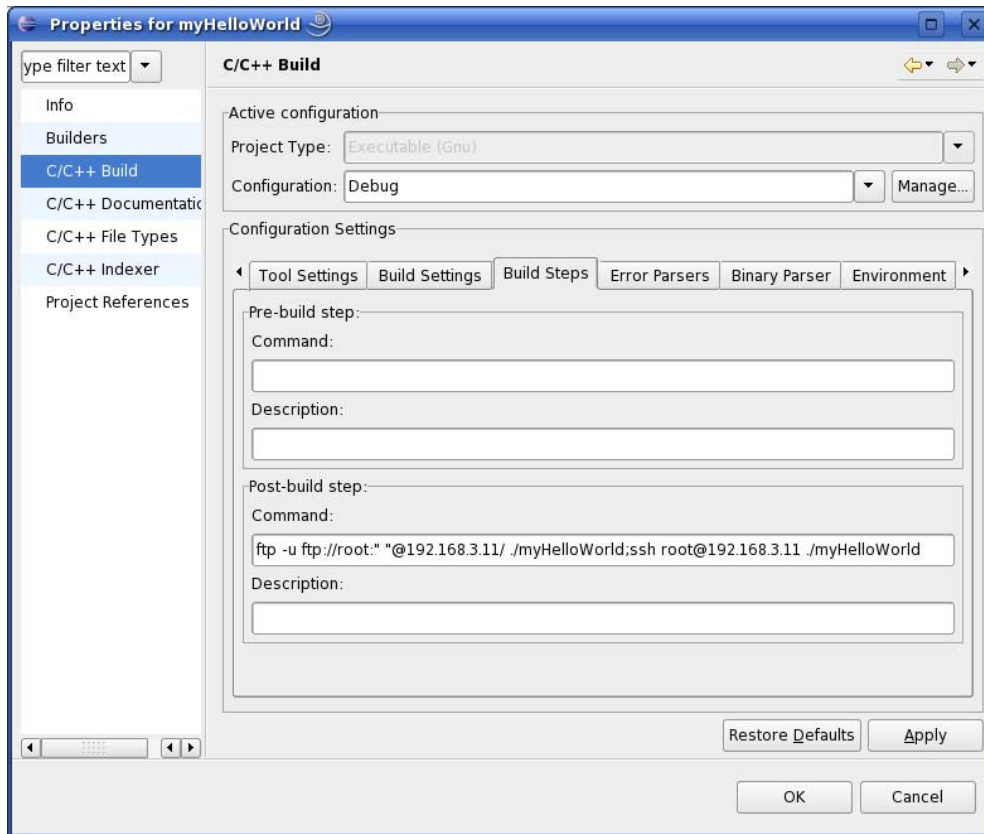 Properties for myHelloWorld
ype filter text
C/C++ Build
Info
Builders
C/C++ Build
C/C++ Documentatic
C/C++ File Types
C/C++ Indexer
Project References
Active configuration
Project Type: Executable (Gnu)
Configuration: Debug Manage...
Configuration Settings
Tool Settings Build Settings Build Steps Error Parsers Binary Parser Environment
Pre-build step:
Command:
Description:
Post-build step:
Command:
ftp -u ftp://root:" "@192.168.3.11/ ./myHelloWorld;ssh root@192.168.3.11 ./myHelloWorld
Description:
Restore Defaults Apply
OK Cancel